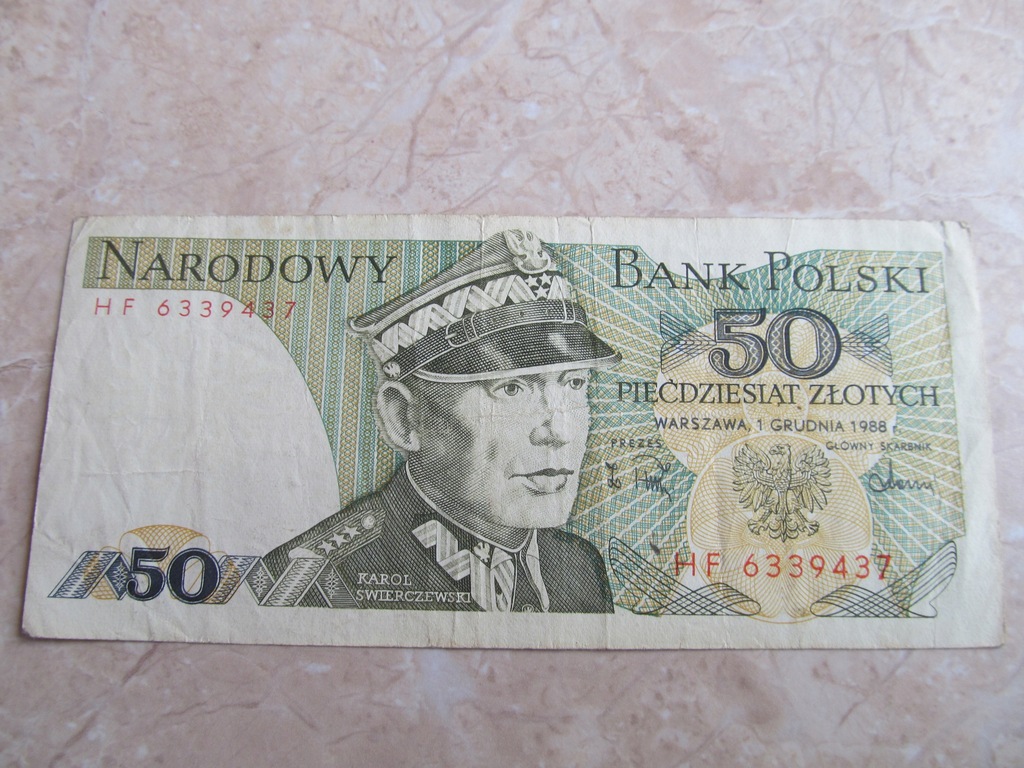 NARODOWY BANK POLSKI
HF 6339437
50
PIĘĆDZIESIĄT ZŁOTYCH
WARSZAWA, 1 GRUDNIA 1988 r.
PREZES GŁÓWNY SKARBNIK
HF 6339437
50
KAROL
ŚWIERCZEWSKI